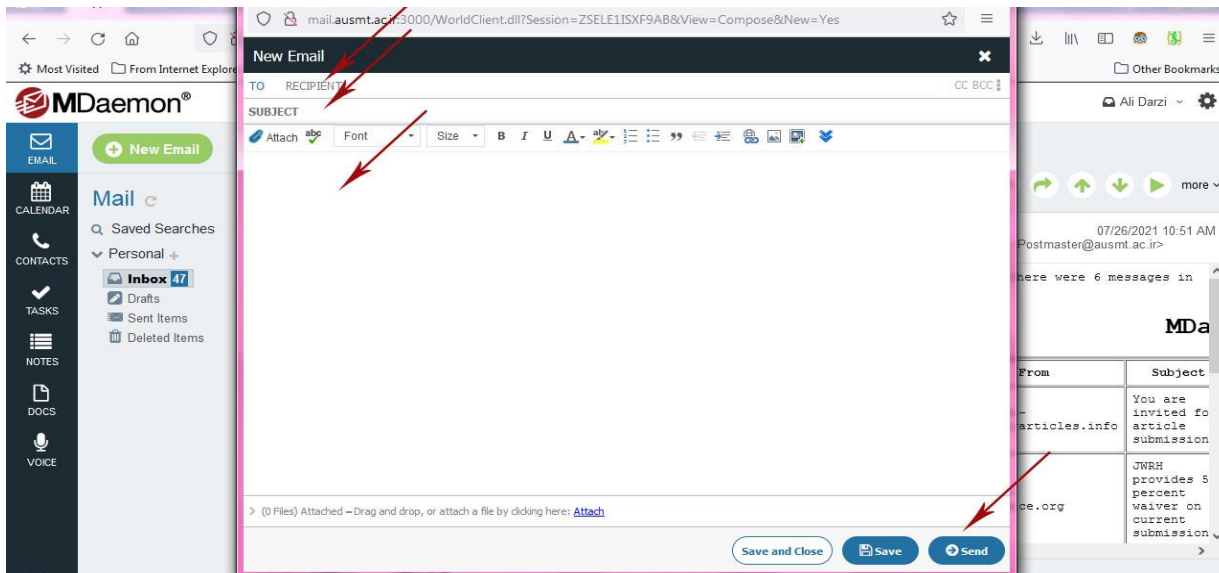 mail.ausmt.ac.ir:3000/WorldClient.dll?Session=ZSELE1ISXF9AB&View=Compose&New=Yes
Most Visited From Internet Explore
Other Bookmarks
MDaemon®
Ali Darzi
New Email
TO RECIPIENT
CC BCC
SUBJECT
Attach abc Font Size B I U A ab
EMAIL
CALENDAR
CONTACTS
TASKS
NOTES
DOCS
VOICE
New Email
Mail
Saved Searches
Personal
Inbox 47
Drafts
Sent Items
Deleted Items
more
07/26/2021 10:51 AM
Postmaster@ausmt.ac.ir>
here were 6 messages in
MDa
From Subject
-
articles.info
You are
invited fo
article
submission
ce.org
JWRH
provides 5
percent
waiver on
current
submission
(0 Files) Attached – Drag and drop, or attach a file by clicking here: Attach
Save and Close Save Send